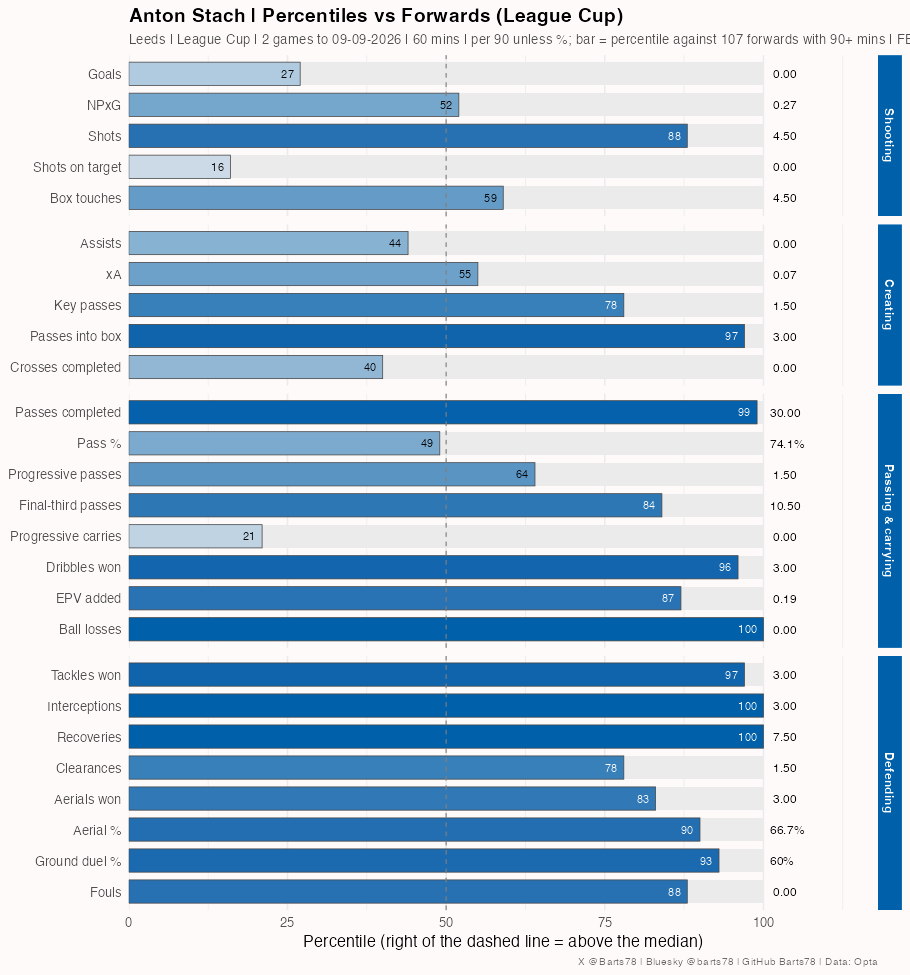 Anton Stach | Percentiles vs Forwards (League Cup)
Leeds | League Cup | 2 games to 09-09-2026 | 60 mins | per 90 unless %; bar = percentile against 107 forwards with 90+ mins | FE
Goals 27 0.00
NPxG 52 0.27
Shots 88 4.50
Shots on target 16 0.00
Box touches 59 4.50
Shooting
Assists 44 0.00
xA 55 0.07
Key passes 78 1.50
Passes into box 97 3.00
Crosses completed 40 0.00
Creating
Passes completed 99 30.00
Pass % 49 74.1%
Progressive passes 64 1.50
Final-third passes 84 10.50
Progressive carries 21 0.00
Dribbles won 96 3.00
EPV added 87 0.19
Ball losses 100 0.00
Passing & carrying
Tackles won 97 3.00
Interceptions 100 3.00
Recoveries 100 7.50
Clearances 78 1.50
Aerials won 83 3.00
Aerial % 90 66.7%
Ground duel % 93 60%
Fouls 88 0.00
Defending
0 25 50 75 100
Percentile (right of the dashed line = above the median)
X @Barts78 | Bluesky @barts78 | GitHub Barts78 | Data: Opta